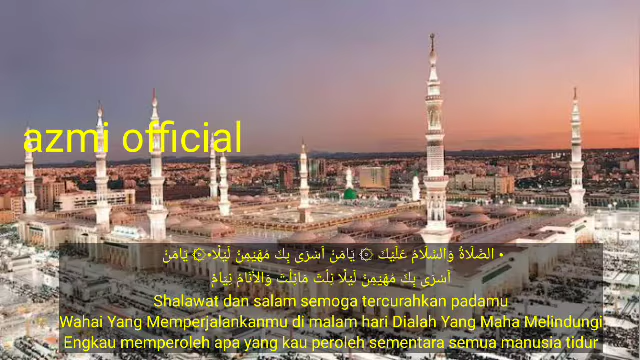 azmi official
• الصَّلَاةُ وَالسَّلَامُ عَلَيْكَ ۞ يَامَنْ اَسْرَى بِكَ مُهَيْمِنْ لَيْلًا•۞ يَامَنْ
أَسْرَى بِكَ مُهَيْمِنْ لَيْلًا نِلْتَ مَانِلْتَ وَالْأَنَامُ نِيَامُ
Shalawat dan salam semoga tercurahkan padamu
Wahai Yang Memperjalankanmu di malam hari Dialah Yang Maha Melindungi
Engkau memperoleh apa yang kau peroleh sementara semua manusia tidur